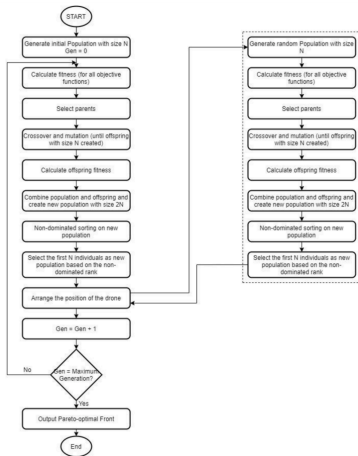 START
Generate initial Population with size N
Gen = 0
Calculate fitness (for all objective
functions)
Select parents
Crossover and mutation (until offspring
with size N created)
Calculate offspring fitness
Combine population and offspring and
create new population with size 2N
Non-dominated sorting on new
population
Select the first N individuals as new
population based on the non-
dominated rank
Arrange the position of the drone
Gen = Gen + 1
Gen = Maximum
Generation?
No
Yes
Output Pareto-optimal Front
End
Generate random Population with size
N
Calculate fitness (for all objective
functions)
Select parents
Crossover and mutation (until offspring
with size N created)
Calculate offspring fitness
Combine population and offspring and
create new population with size 2N
Non-dominated sorting on new
population
Select the first N individuals as new
population based on the non-
dominated rank